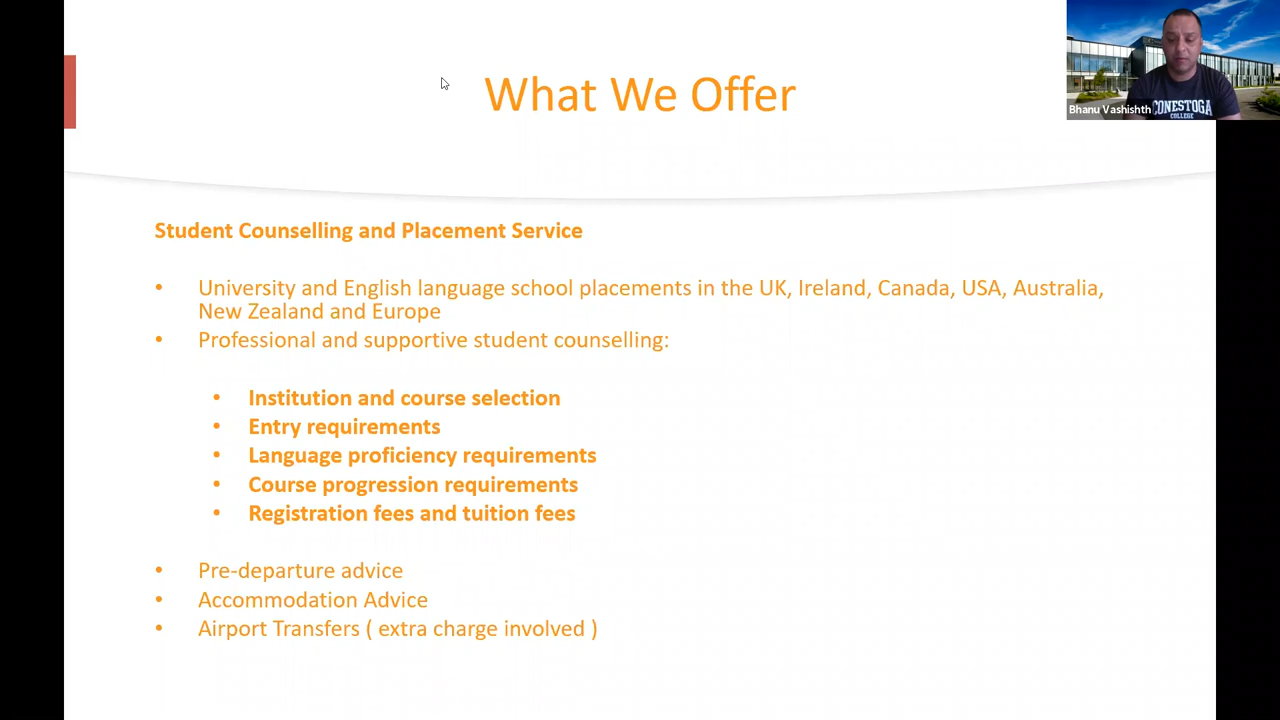 What We Offer
Bhanu Vashishth
CONESTOGA
COLLEGE
Student Counselling and Placement Service
• University and English language school placements in the UK, Ireland, Canada, USA, Australia,
New Zealand and Europe
• Professional and supportive student counselling:
• Institution and course selection
• Entry requirements
• Language proficiency requirements
• Course progression requirements
• Registration fees and tuition fees
• Pre-departure advice
• Accommodation Advice
• Airport Transfers ( extra charge involved )